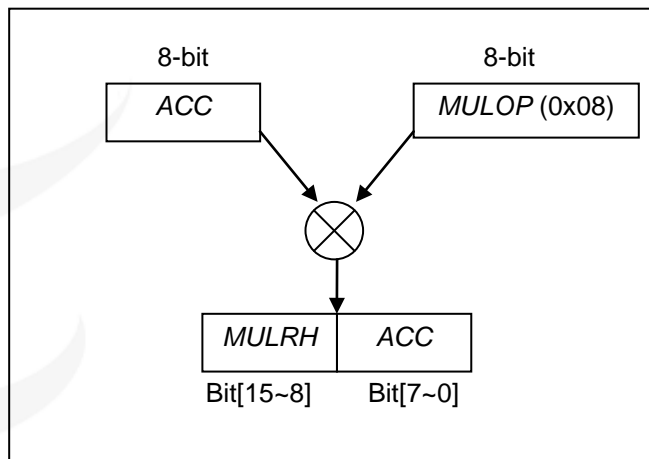 8-bit 8-bit
ACC MULOP (0x08)
MULRH ACC
Bit[15~8] Bit[7~0]